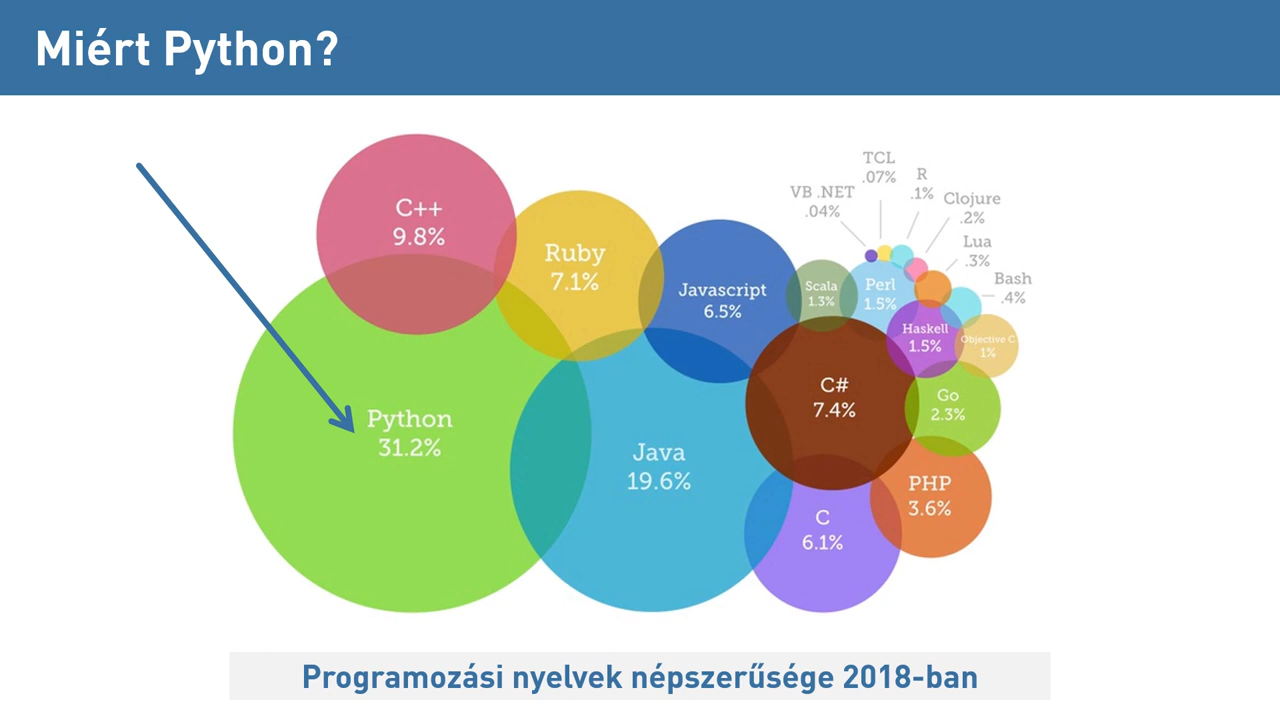 Miért Python?
C++
9.8%
Ruby
7.1%
Javascript
6.5%
Scala
1.3%
Perl
1.5%
VB .NET
.04%
TCL
.07%
R
.1%
Clojure
.2%
Lua
.3%
Bash
.4%
Haskell
1.5%
Objective C
1%
Python
31.2%
Java
19.6%
C#
7.4%
Go
2.3%
C
6.1%
PHP
3.6%
Programozási nyelvek népszerűsége 2018-ban